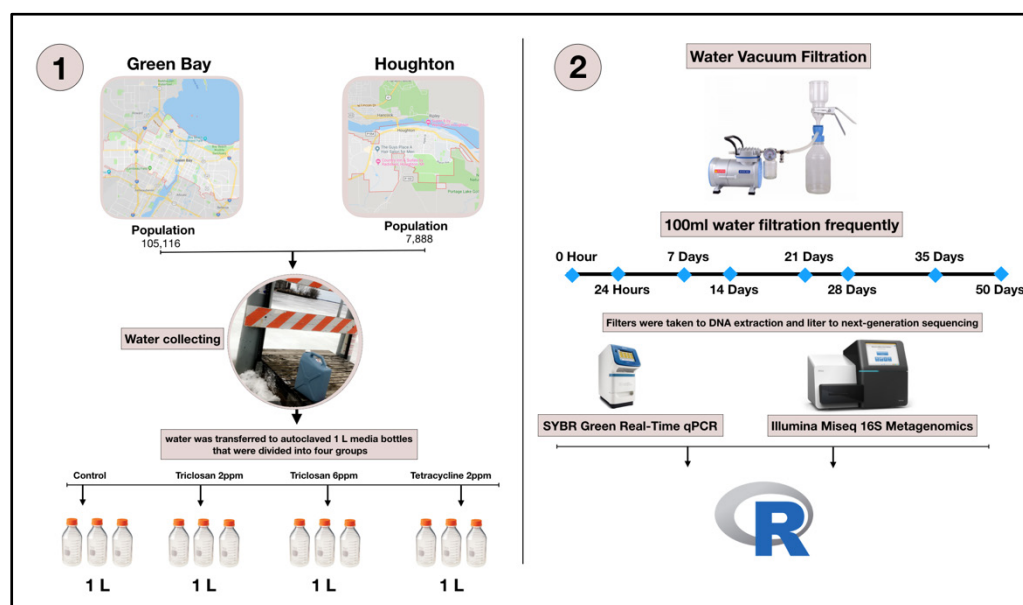 1
Green Bay
Houghton
Green Bay
Houghton
Population
105,116
Population
7,888
Water collecting
water was transferred to autoclaved 1 L media bottles
that were divided into four groups
Control
Triclosan 2ppm
Triclosan 6ppm
Tetracycline 2ppm
1 L
1 L
1 L
1 L
2
Water Vacuum Filtration
100ml water filtration frequently
0 Hour
7 Days
21 Days
35 Days
24 Hours
14 Days
28 Days
50 Days
Filters were taken to DNA extraction and liter to next-generation sequencing
SYBR Green Real-Time qPCR
Illumina Miseq 16S Metagenomics
R